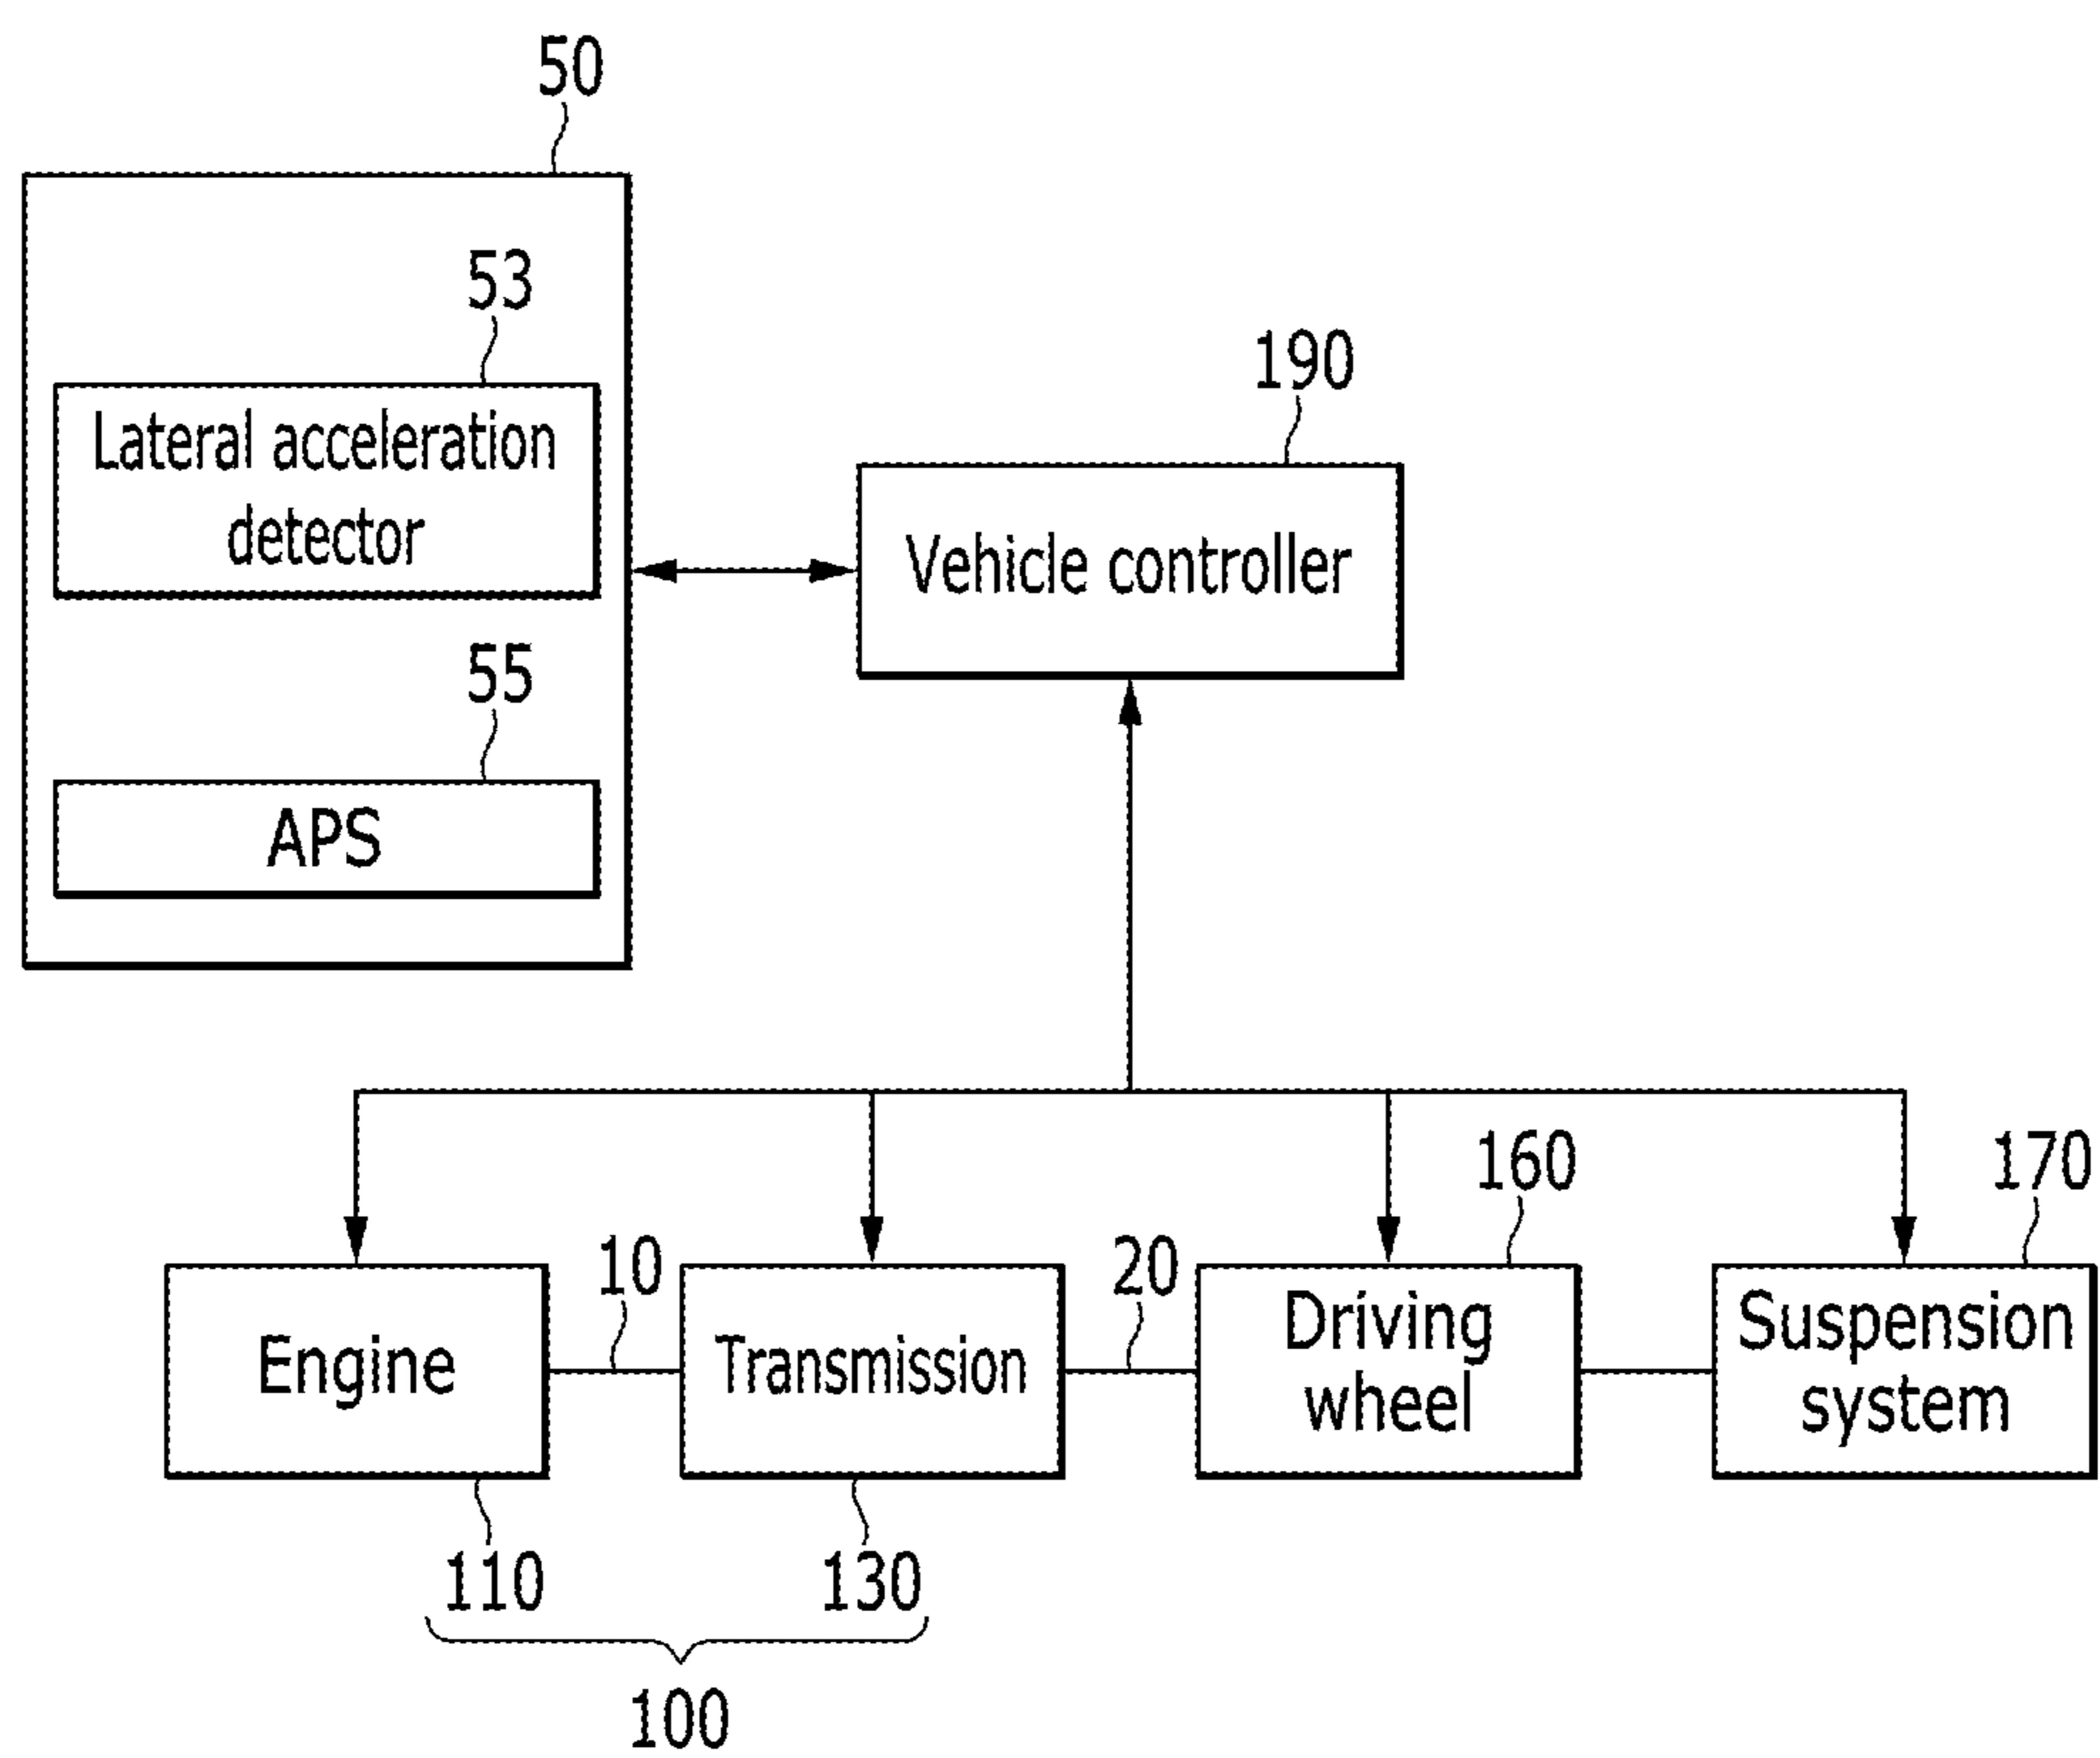 50
53
Lateral acceleration
detector
55
APS
190
Vehicle controller
160
170
10
20
Engine
Transmission
Driving
wheel
Suspension
system
110
130
100